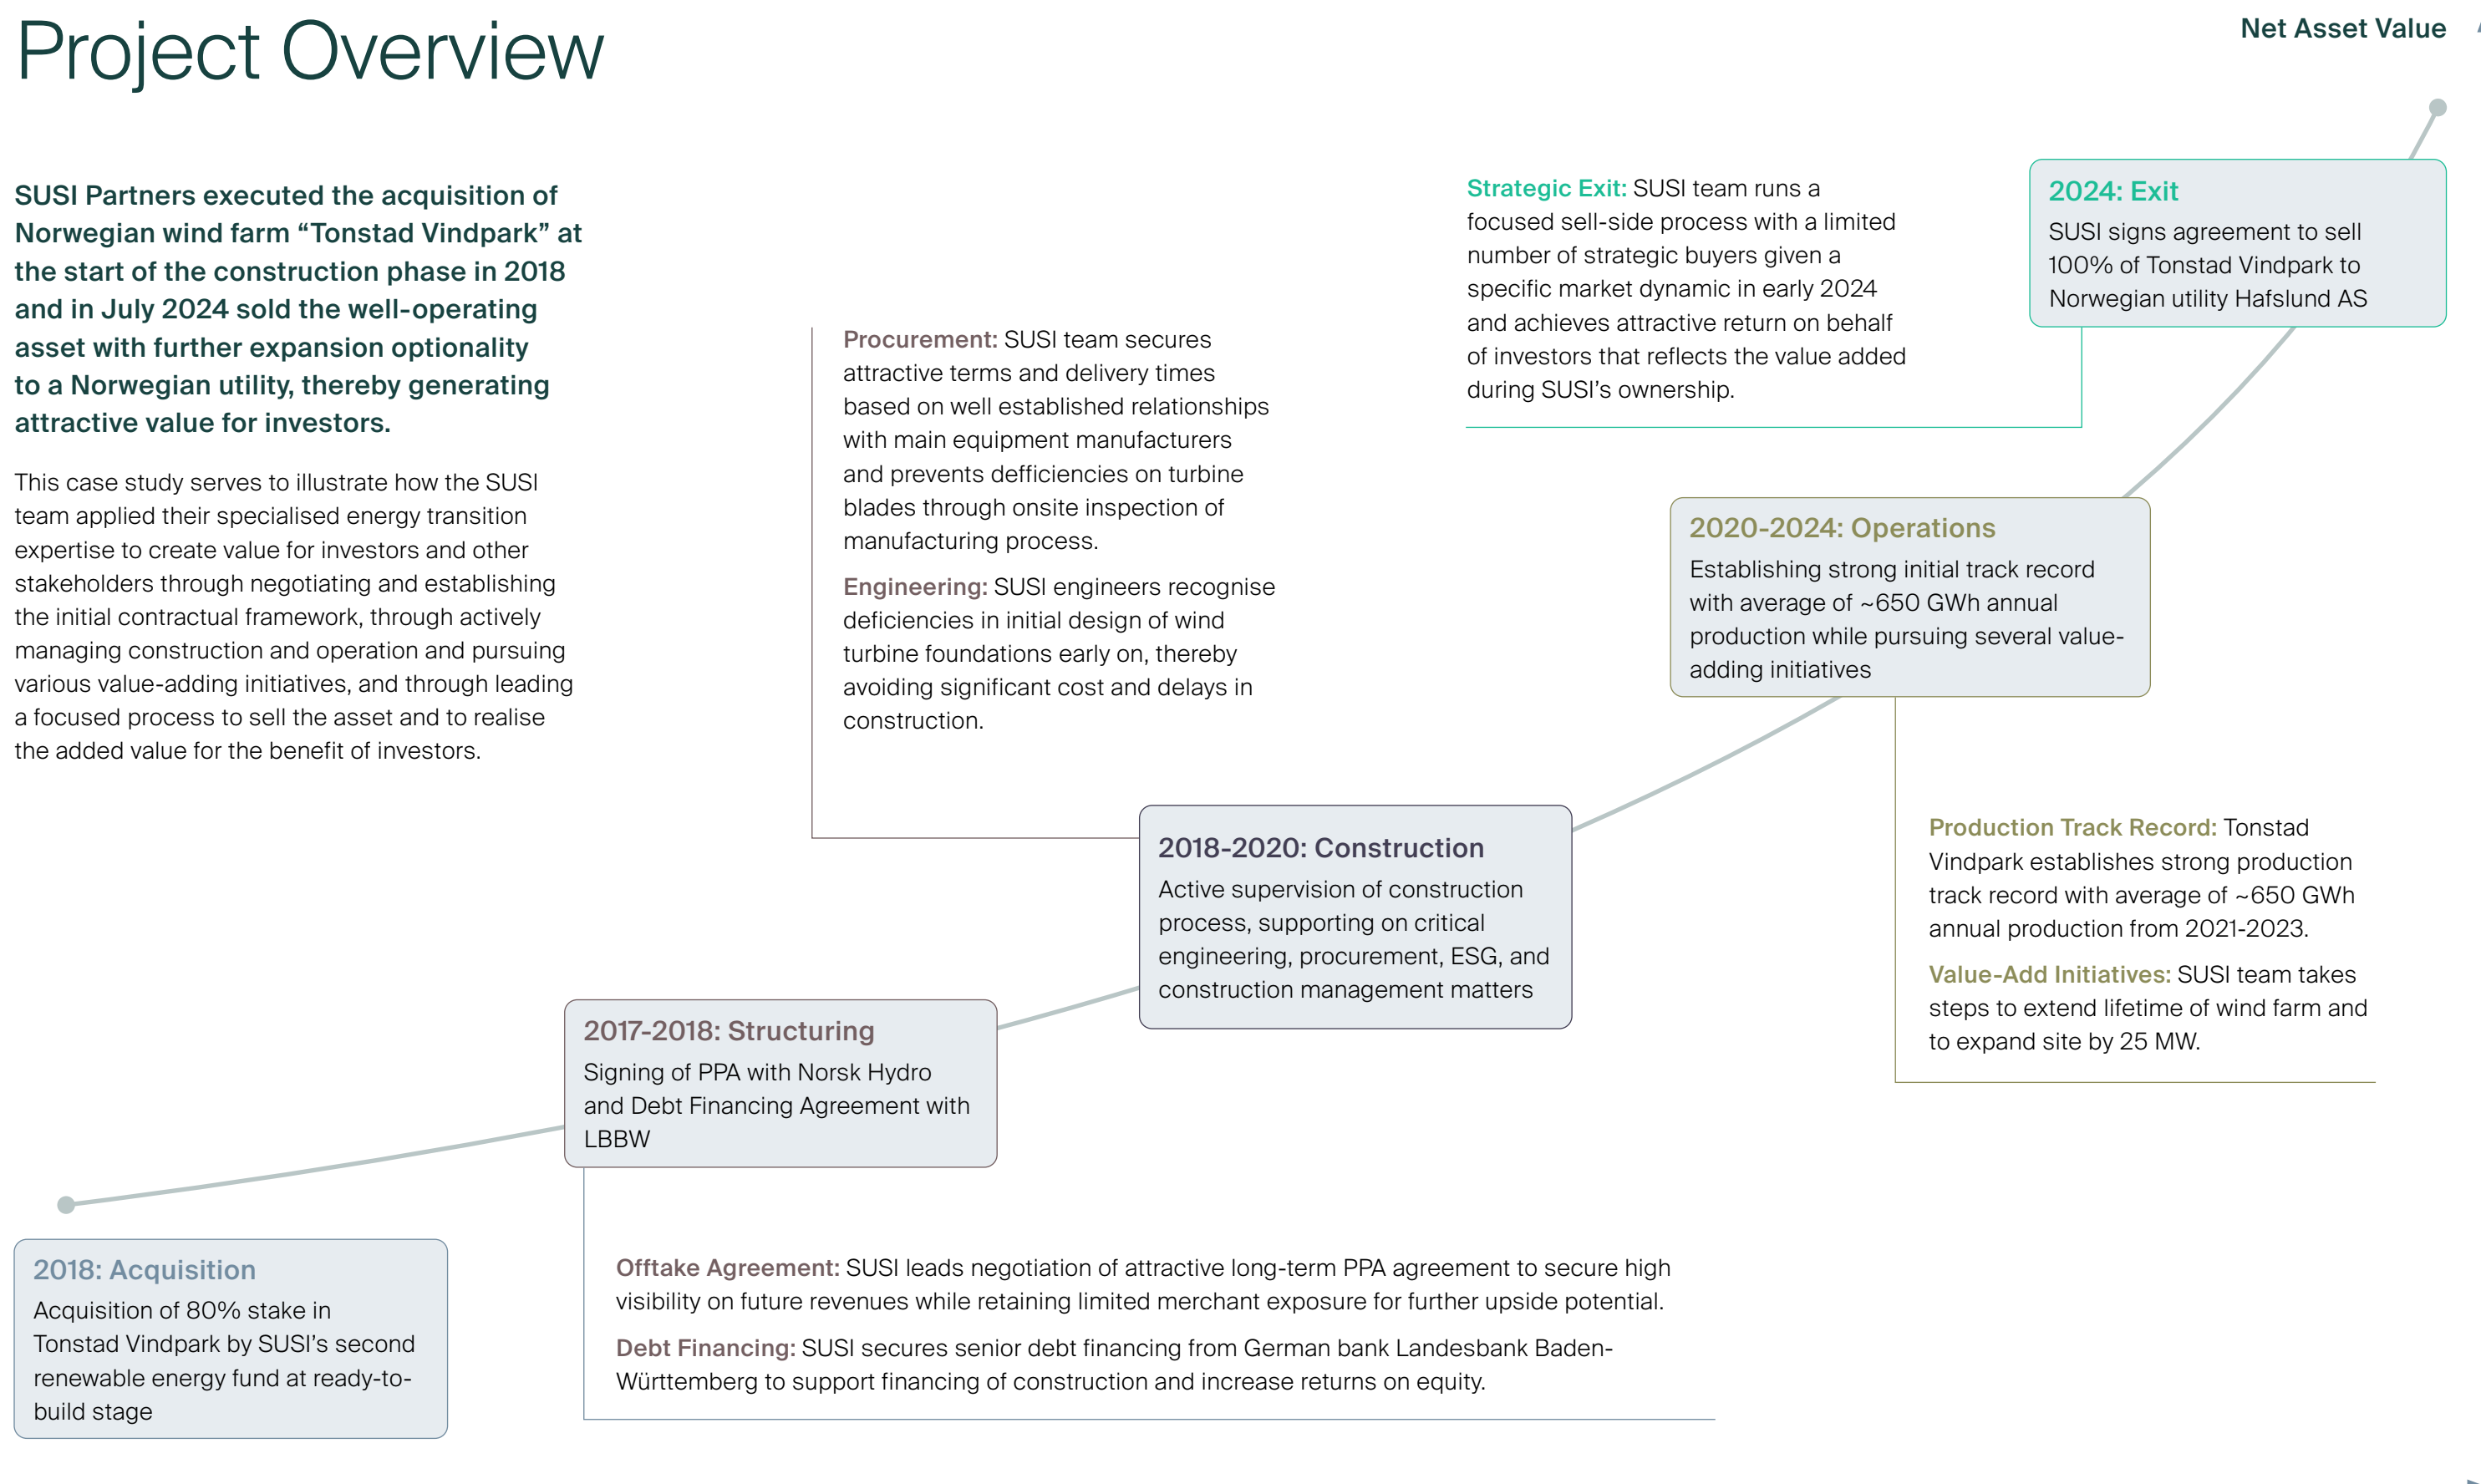 Project Overview
Net Asset Value
SUSI Partners executed the acquisition of
Norwegian wind farm “Tonstad Vindpark” at
the start of the construction phase in 2018
and in July 2024 sold the well-operating
asset with further expansion optionality
to a Norwegian utility, thereby generating
attractive value for investors.
This case study serves to illustrate how the SUSI
team applied their specialised energy transition
expertise to create value for investors and other
stakeholders through negotiating and establishing
the initial contractual framework, through actively
managing construction and operation and pursuing
various value-adding initiatives, and through leading
a focused process to sell the asset and to realise
the added value for the benefit of investors.
Procurement: SUSI team secures
attractive terms and delivery times
based on well established relationships
with main equipment manufacturers
and prevents defficiencies on turbine
blades through onsite inspection of
manufacturing process.
Engineering: SUSI engineers recognise
deficiencies in initial design of wind
turbine foundations early on, thereby
avoiding significant cost and delays in
construction.
Strategic Exit: SUSI team runs a
focused sell-side process with a limited
number of strategic buyers given a
specific market dynamic in early 2024
and achieves attractive return on behalf
of investors that reflects the value added
during SUSI’s ownership.
2024: Exit
SUSI signs agreement to sell
100% of Tonstad Vindpark to
Norwegian utility Hafslund AS
2020-2024: Operations
Establishing strong initial track record
with average of ~650 GWh annual
production while pursuing several value-
adding initiatives
Production Track Record: Tonstad
Vindpark establishes strong production
track record with average of ~650 GWh
annual production from 2021-2023.
Value-Add Initiatives: SUSI team takes
steps to extend lifetime of wind farm and
to expand site by 25 MW.
2018-2020: Construction
Active supervision of construction
process, supporting on critical
engineering, procurement, ESG, and
construction management matters
2017-2018: Structuring
Signing of PPA with Norsk Hydro
and Debt Financing Agreement with
LBBW
Offtake Agreement: SUSI leads negotiation of attractive long-term PPA agreement to secure high
visibility on future revenues while retaining limited merchant exposure for further upside potential.
Debt Financing: SUSI secures senior debt financing from German bank Landesbank Baden-
Württemberg to support financing of construction and increase returns on equity.
2018: Acquisition
Acquisition of 80% stake in
Tonstad Vindpark by SUSI’s second
renewable energy fund at ready-to-
build stage